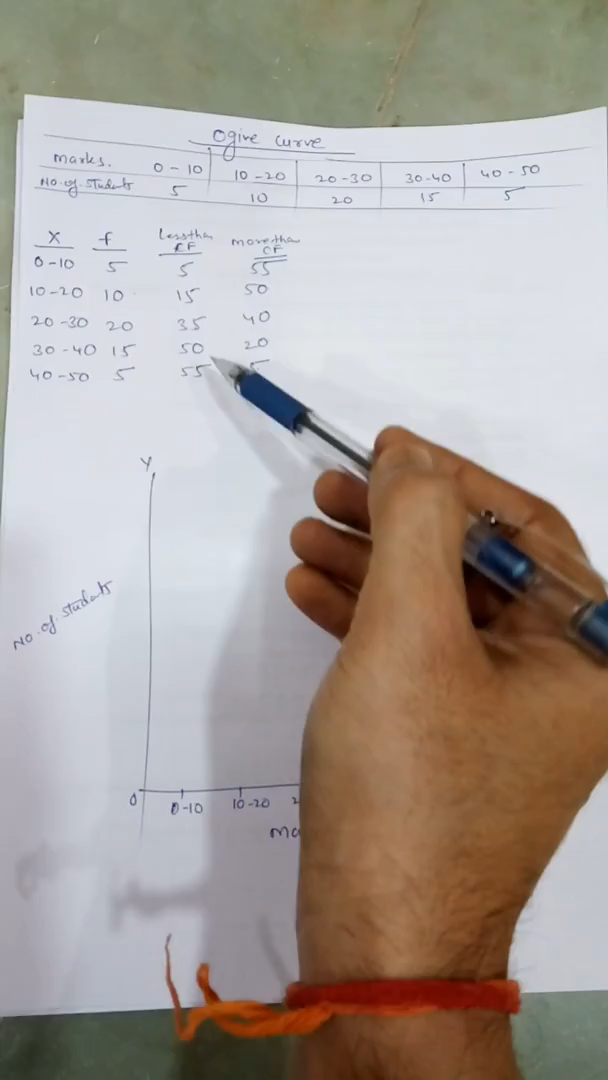 Ogive Curve
Marks. 0-10 10-20 20-30 30-40 40-50
No. of. Students 5 10 20 15 5
X f Less than CF more than CF
0-10 5 5 55
10-20 10 15 50
20-30 20 35 40
30-40 15 50 20
40-50 5 55 5
Y
No. of. Students
0 0-10 10-20 2
Ma